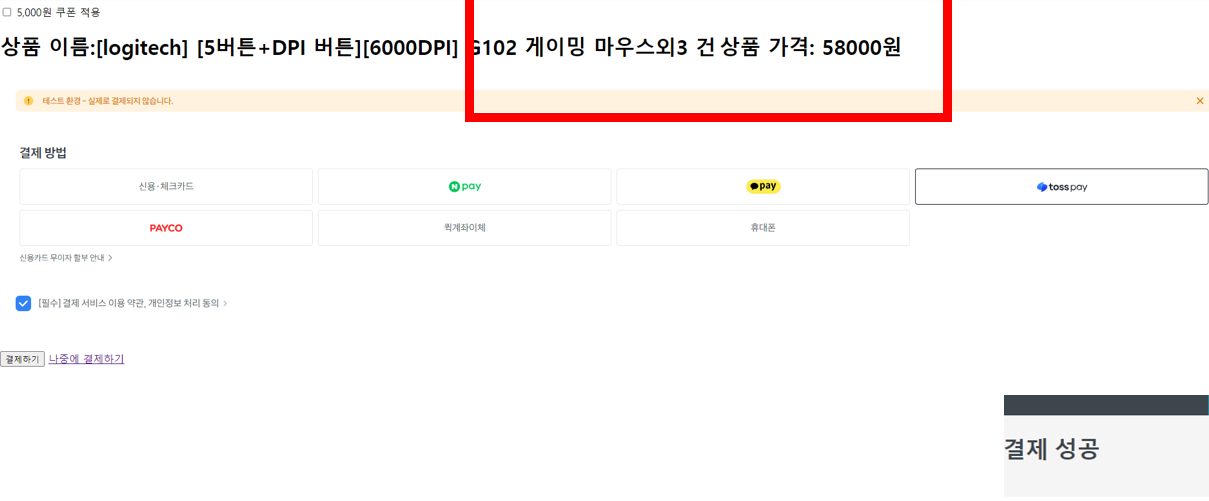 5,000원 쿠폰 적용
상품 이름:[logitech] [5버튼+DPI 버튼][6000DPI] G102 게이밍 마우스외3 건 상품 가격: 58000원
테스트 환경 - 실제로 결제되지 않습니다.
결제 방법
신용·체크카드
N pay
pay
toss pay
PAYCO
퀵계좌이체
휴대폰
신용카드 무이자 할부 안내 >
[필수] 결제 서비스 이용 약관, 개인정보 처리 동의 >
결제하기 나중에 결제하기
결제 성공